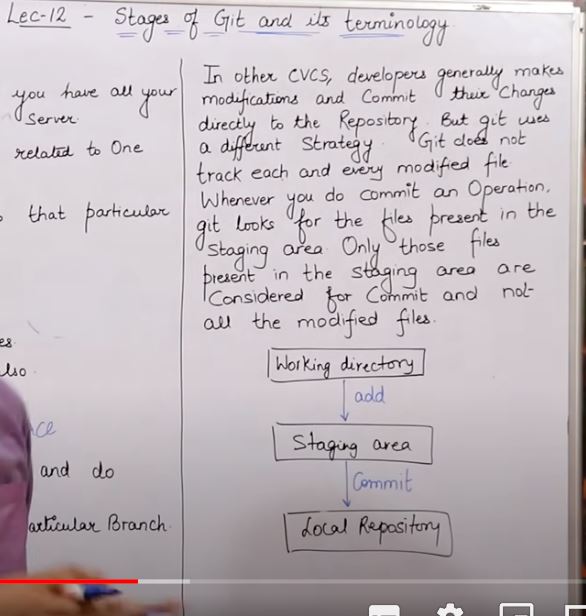 Lec-12 - Stages of Git and its terminology.
you have all your
Server.
related to One
that particular
es.
lso.
ce
and do
articular Branch.
In other CVCS, developers generally makes
modifications and Commit their Changes
directly to the Repository. But git uses
a different Strategy. Git does not
track each and every modified file.
Whenever you do commit an Operation,
git looks for the files present in the
Staging area. Only those files
present in the staging area are
Considered for Commit and not
all the modified files.
Working directory
add
Staging area
Commit
Local Repository